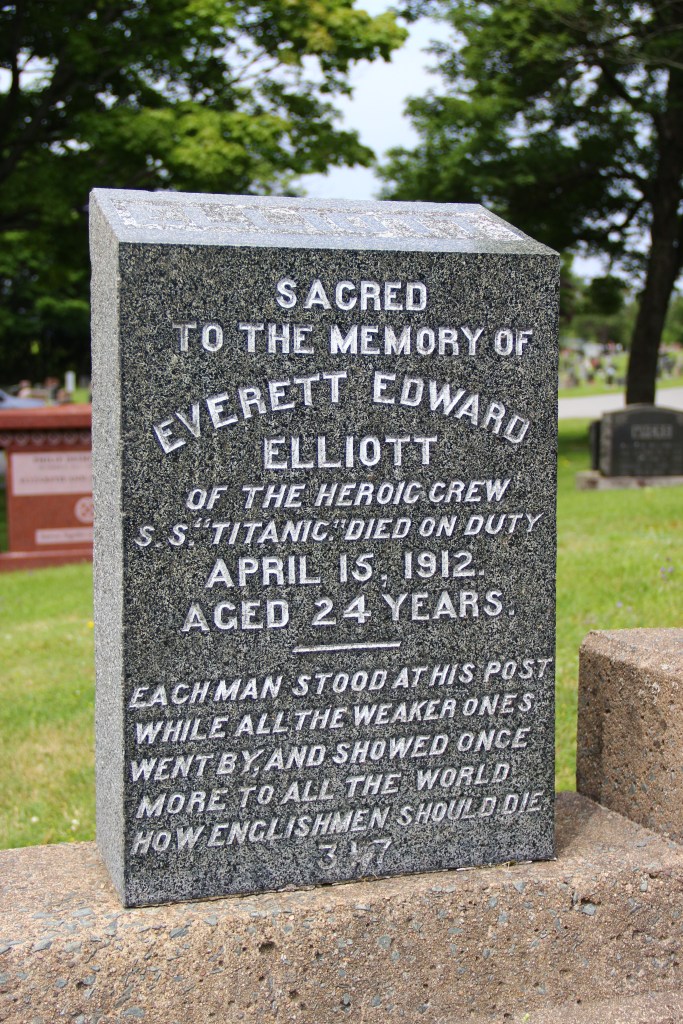 SACRED
TO THE MEMORY OF
EVERETT EDWARD
ELLIOTT
OF THE HEROIC CREW
S.S. "TITANIC." DIED ON DUTY
APRIL 15, 1912.
AGED 24 YEARS.
EACH MAN STOOD AT HIS POST
WHILE ALL THE WEAKER ONES
WENT BY, AND SHOWED ONCE
MORE TO ALL THE WORLD
HOW ENGLISHMEN SHOULD DIE